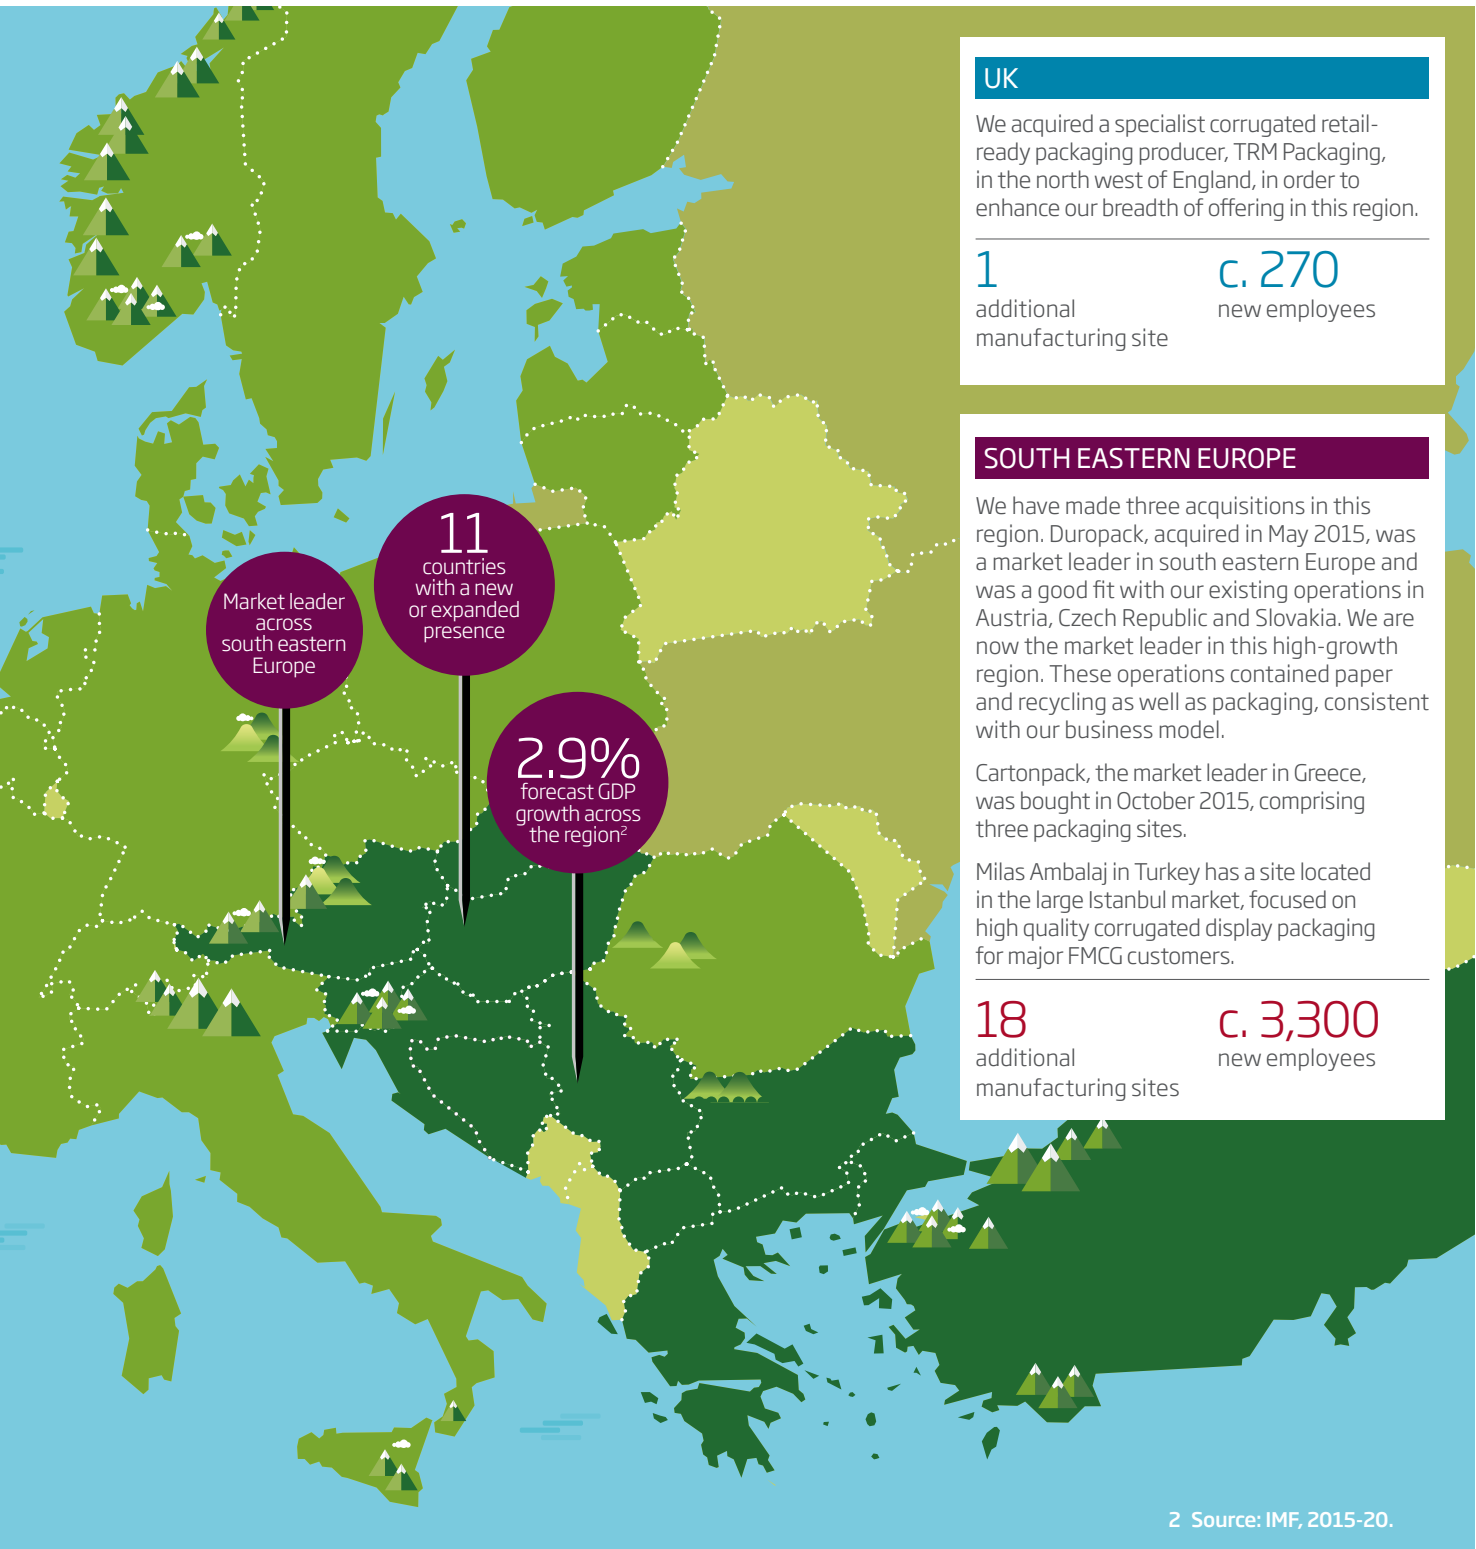 UK
We acquired a specialist corrugated retail-
ready packaging producer, TRM Packaging,
in the north west of England, in order to
enhance our breadth of offering in this region.
1
additional
manufacturing site
c. 270
new employees
SOUTH EASTERN EUROPE
We have made three acquisitions in this
region. Duropack, acquired in May 2015, was
a market leader in south eastern Europe and
was a good fit with our existing operations in
Austria, Czech Republic and Slovakia. We are
now the market leader in this high-growth
region. These operations contained paper
and recycling as well as packaging, consistent
with our business model.
Cartonpack, the market leader in Greece,
was bought in October 2015, comprising
three packaging sites.
Milas Ambalaj in Turkey has a site located
in the large Istanbul market, focused on
high quality corrugated display packaging
for major FMCG customers.
18
additional
manufacturing sites
c. 3,300
new employees
Market leader
across
south eastern
Europe
11
countries
with a new
or expanded
presence
2.9%
forecast GDP
growth across
the region²
2 Source: IMF, 2015-20.